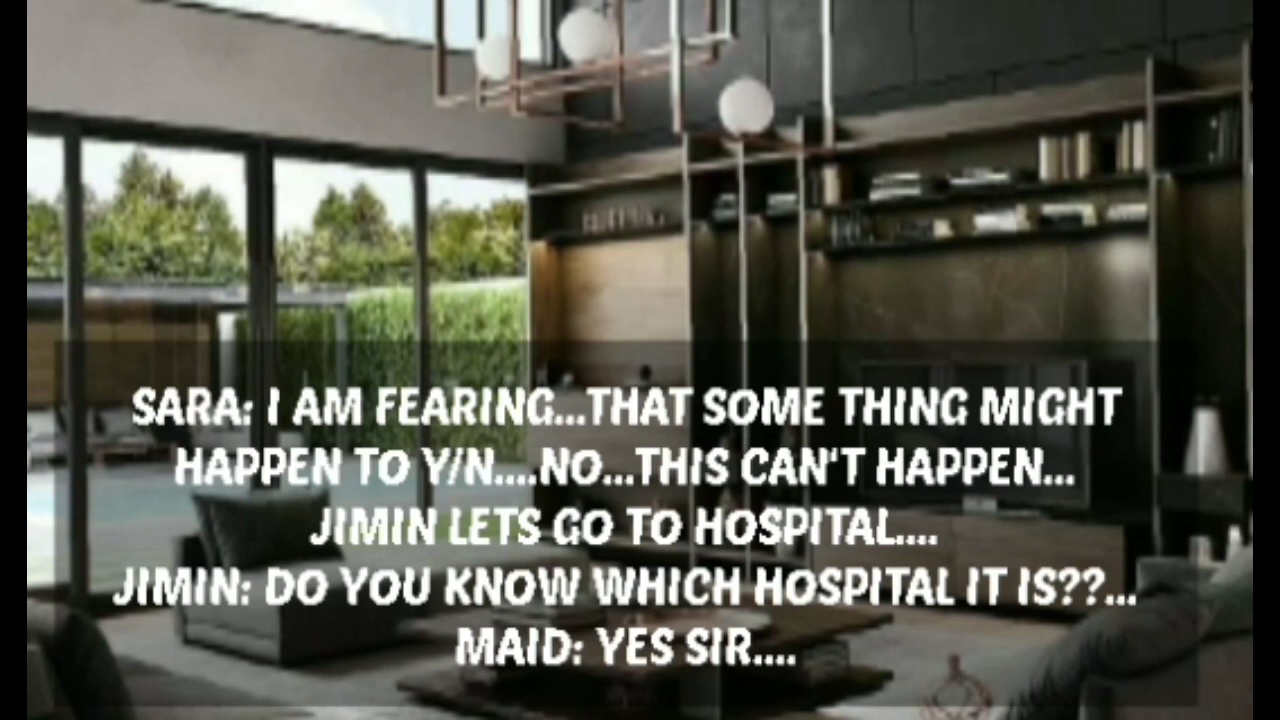 SARA: I AM FEARING...THAT SOME THING MIGHT
HAPPEN TO Y/N....NO...THIS CAN'T HAPPEN...
JIMIN LETS GO TO HOSPITAL....
JIMIN: DO YOU KNOW WHICH HOSPITAL IT IS??...
MAID: YES SIR....